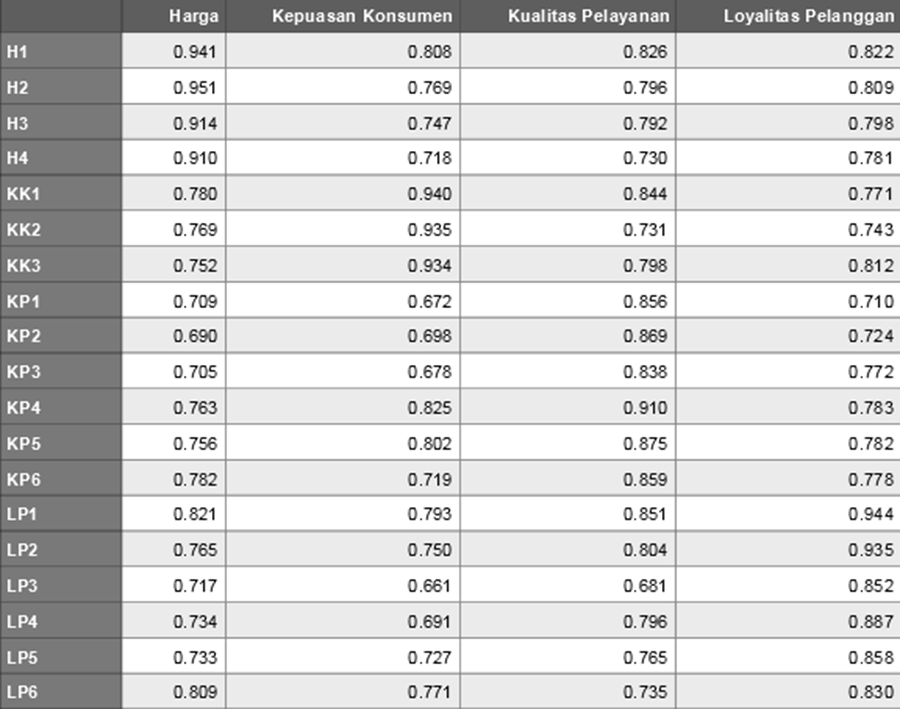 Harga Kepuasan Konsumen Kualitas Pelayanan Loyalitas Pelanggan
H1 0.941 0.808 0.826 0.822
H2 0.951 0.769 0.796 0.809
H3 0.914 0.747 0.792 0.798
H4 0.910 0.718 0.730 0.781
KK1 0.780 0.940 0.844 0.771
KK2 0.769 0.935 0.731 0.743
KK3 0.752 0.934 0.798 0.812
KP1 0.709 0.672 0.856 0.710
KP2 0.690 0.698 0.869 0.724
KP3 0.705 0.678 0.838 0.772
KP4 0.763 0.825 0.910 0.783
KP5 0.756 0.802 0.875 0.782
KP6 0.782 0.719 0.859 0.778
LP1 0.821 0.793 0.851 0.944
LP2 0.765 0.750 0.804 0.935
LP3 0.717 0.661 0.681 0.852
LP4 0.734 0.691 0.796 0.887
LP5 0.733 0.727 0.765 0.858
LP6 0.809 0.771 0.735 0.830